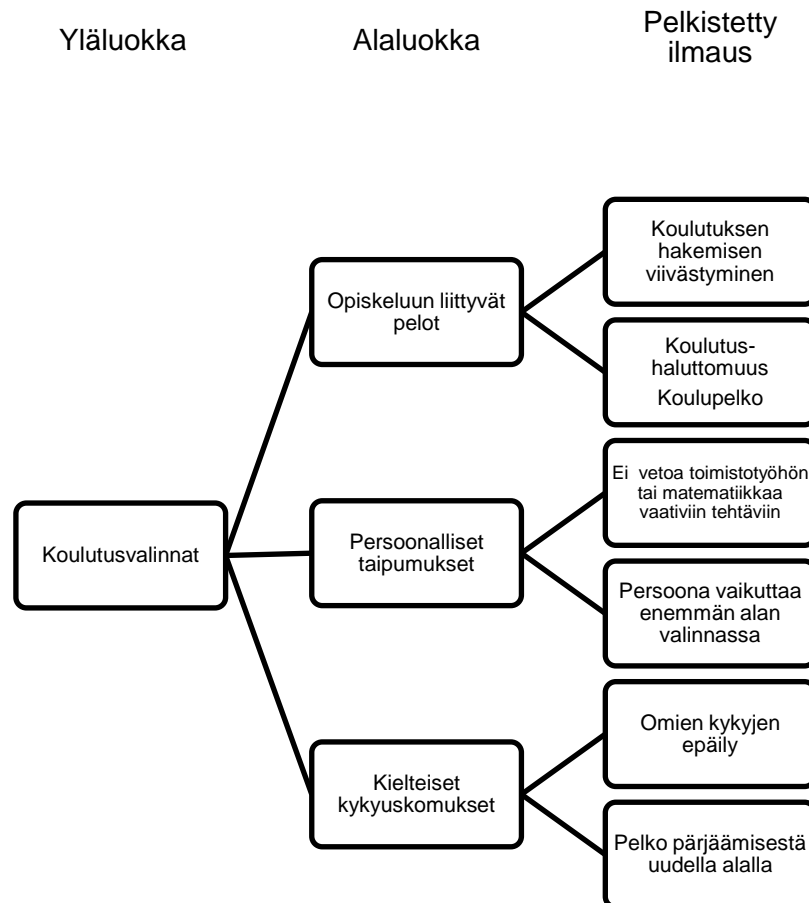 Yläluokka
Alaluokka
Pelkistetty
ilmaus
Koulutusvalinnat
Opiskeluun liittyvät
pelot
Koulutuksen
hakemisen
viivästyminen
Koulutus-
haluttomuus
Koulupelko
Persoonalliset
taipumukset
Ei vetoa toimistotyöhön
tai matematiikkaa
vaativiin tehtäviin
Persoona vaikuttaa
enemmän alan
valinnassa
Kielteiset
kykyuskomukset
Omien kykyjen
epäily
Pelko pärjäämisestä
uudella alalla